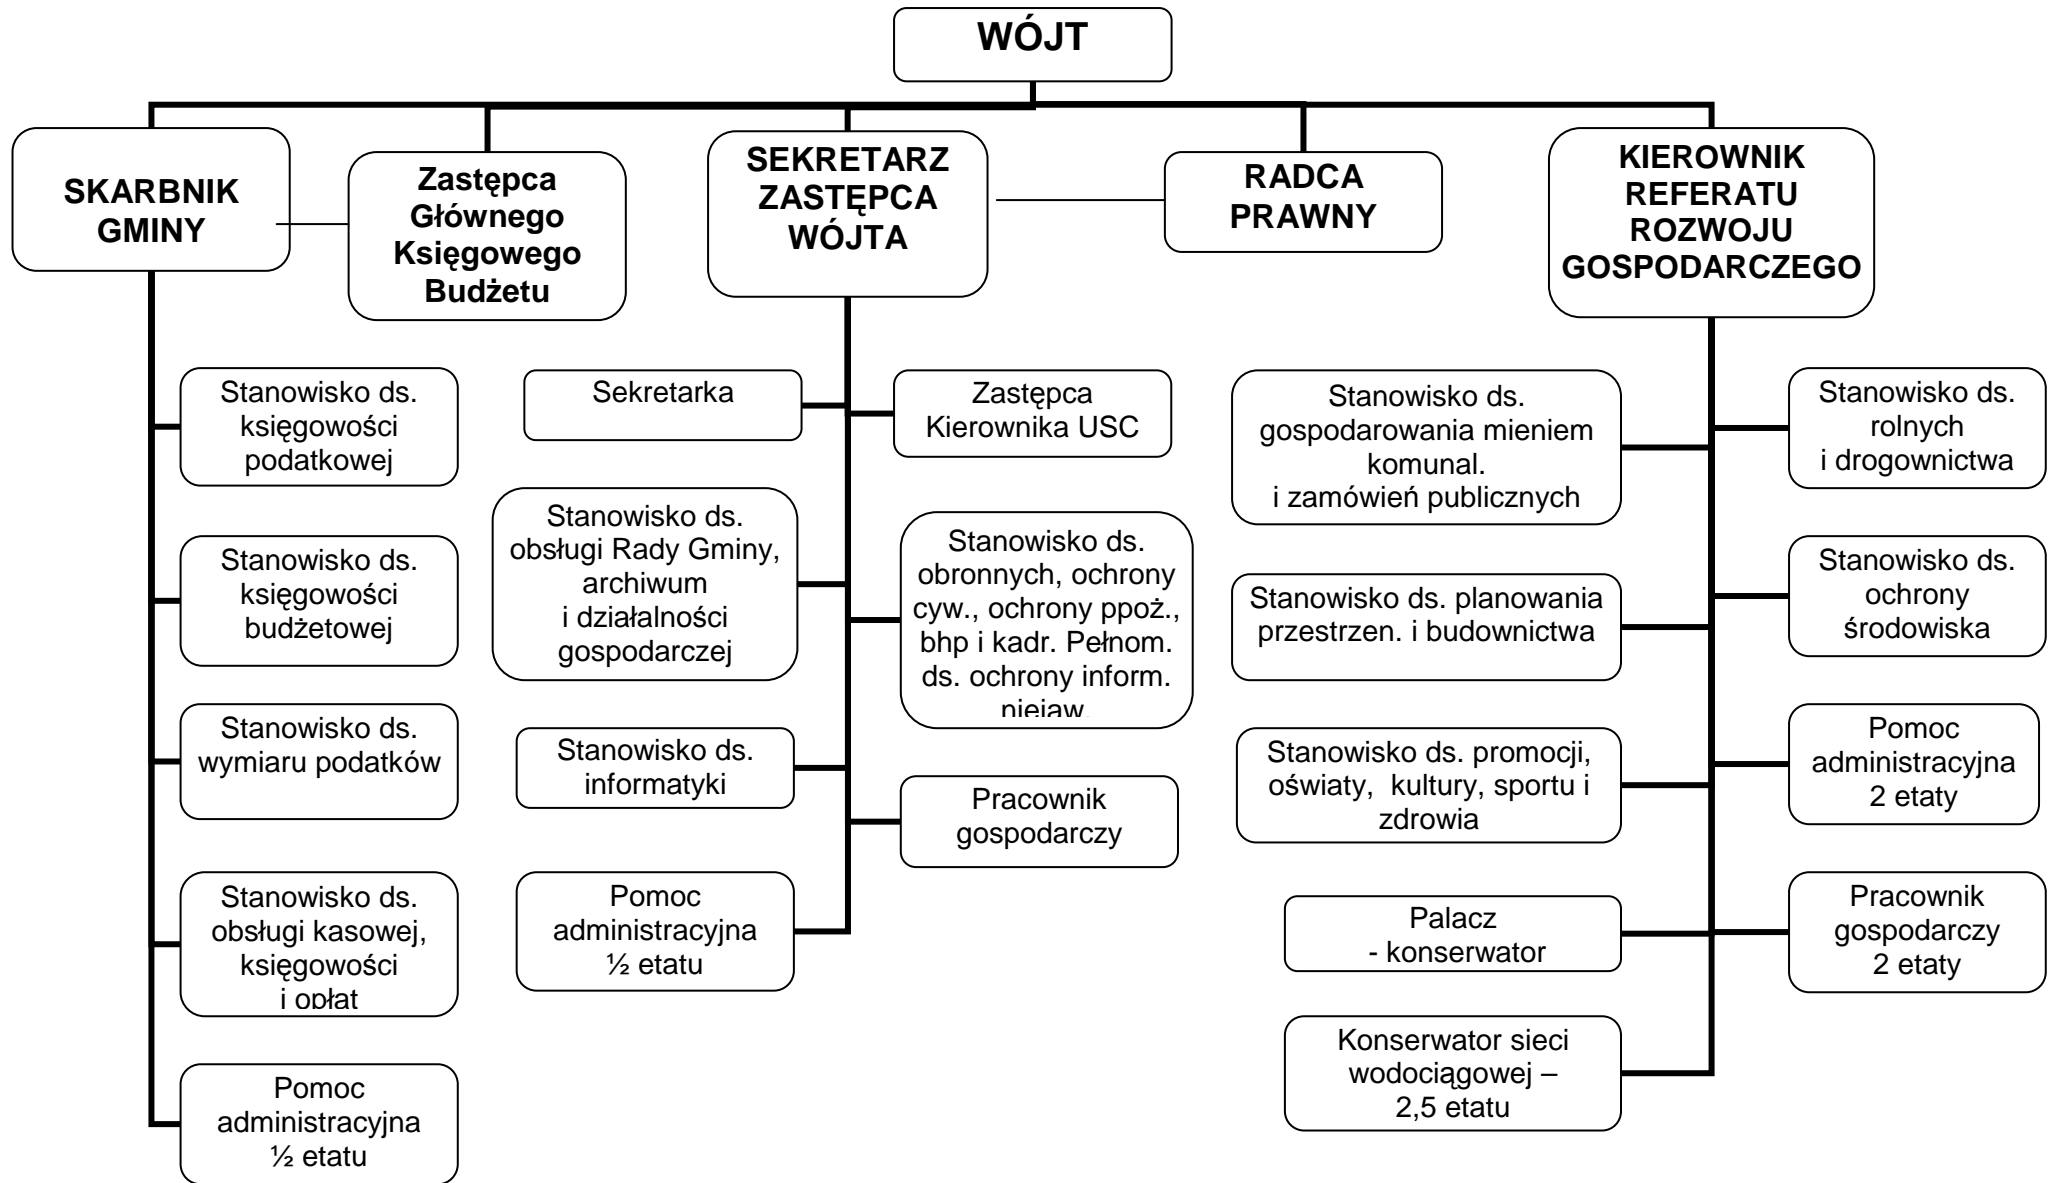 WÓJT
SKARBNIK
GMINY
Zastępca
Głównego
Księgowego
Budżetu
SEKRETARZ
ZASTĘPCA
WÓJTA
RADCA
PRAWNY
KIEROWNIK
REFERATU
ROZWOJU
GOSPODARCZEGO
Stanowisko ds.
księgowości
podatkowej
Stanowisko ds.
księgowości
budżetowej
Stanowisko ds.
wymiaru podatków
Stanowisko ds.
obsługi kasowej,
księgowości
i opłat
Pomoc
administracyjna
½ etatu
Sekretarka
Stanowisko ds.
obsługi Rady Gminy,
archiwum
i działalności
gospodarczej
Stanowisko ds.
informatyki
Pomoc
administracyjna
½ etatu
Zastępca
Kierownika USC
Stanowisko ds.
obronnych, ochrony
cyw., ochrony ppoż.,
bhp i kadr. Pełnom.
ds. ochrony inform.
niejaw.
Pracownik
gospodarczy
Stanowisko ds.
gospodarowania mieniem
komunal.
i zamówień publicznych
Stanowisko ds. planowania
przestrzen. i budownictwa
Stanowisko ds. promocji,
oświaty, kultury, sportu i
zdrowia
Palacz
- konserwator
Konserwator sieci
wodociągowej –
2,5 etatu
Stanowisko ds.
rolnych
i drogownictwa
Stanowisko ds.
ochrony
środowiska
Pomoc
administracyjna
2 etaty
Pracownik
gospodarczy
2 etaty